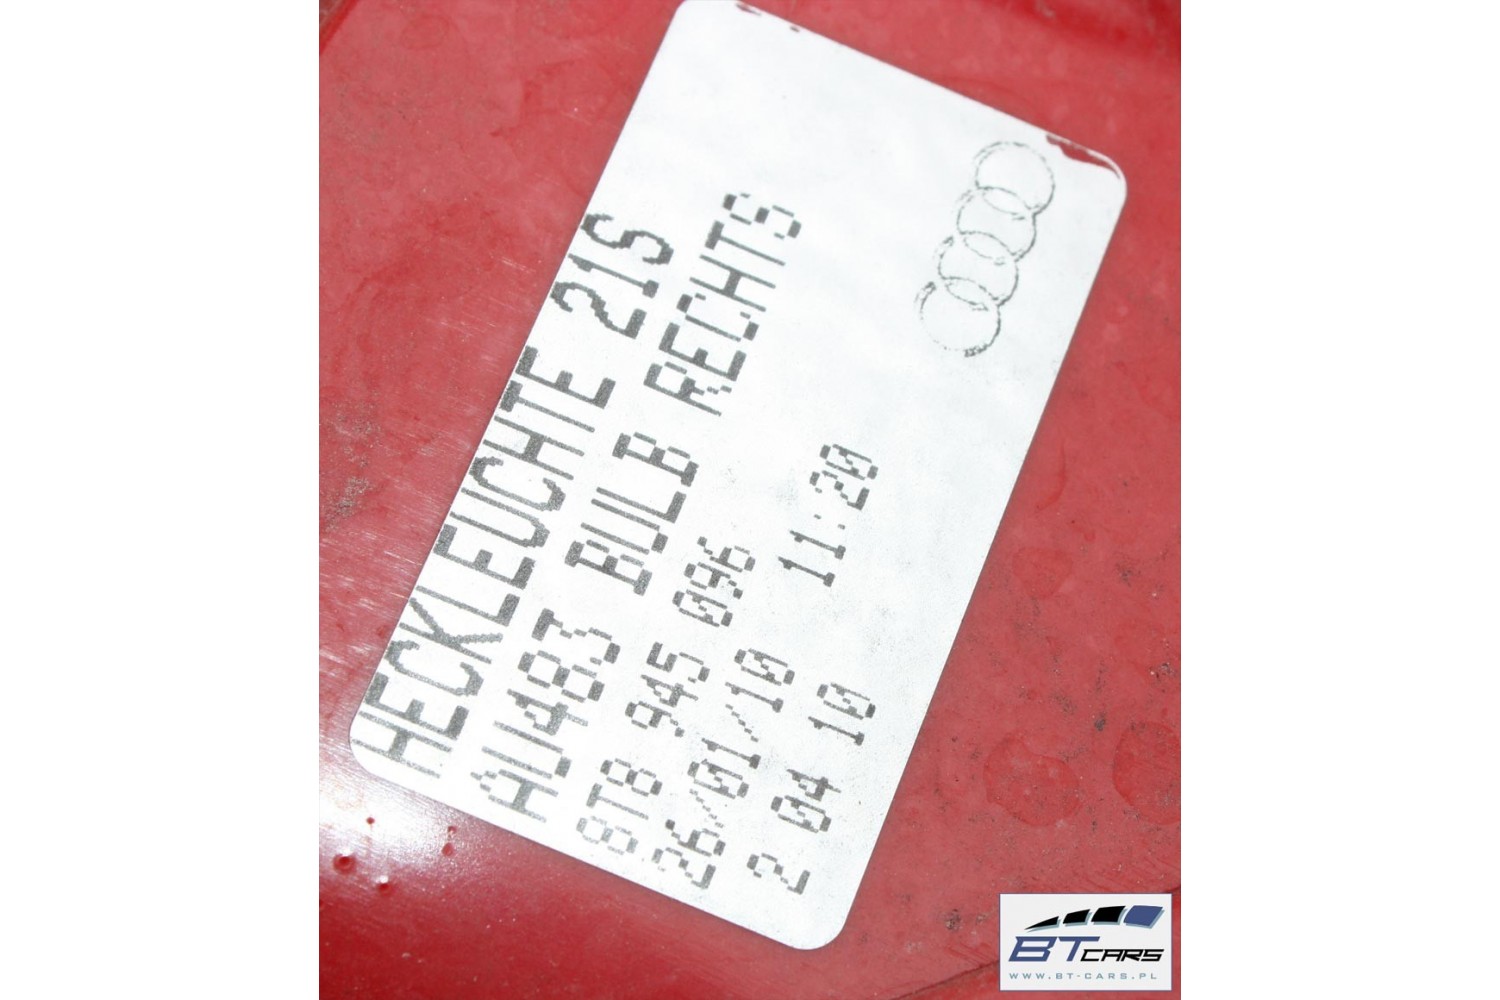 HECKLEUCHTE 21S
AU483 BULB RECHTS
8T8 945 096
26/01/10 11:20
2 04 10
BT CARS
WWW.BT-CARS.PL